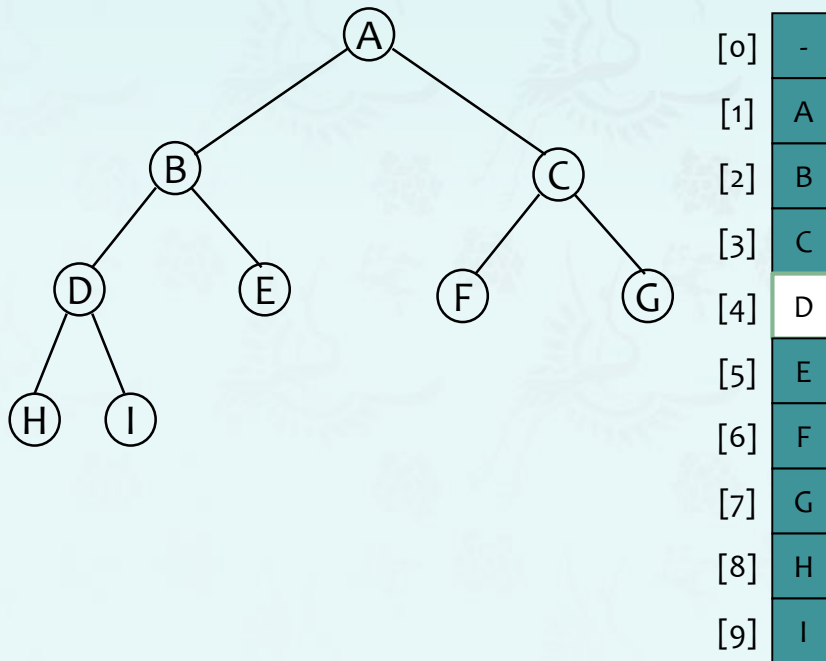 A
B
C
D
E
F
G
H
I
[0] -
[1] A
[2] B
[3] C
[4] D
[5] E
[6] F
[7] G
[8] H
[9] I